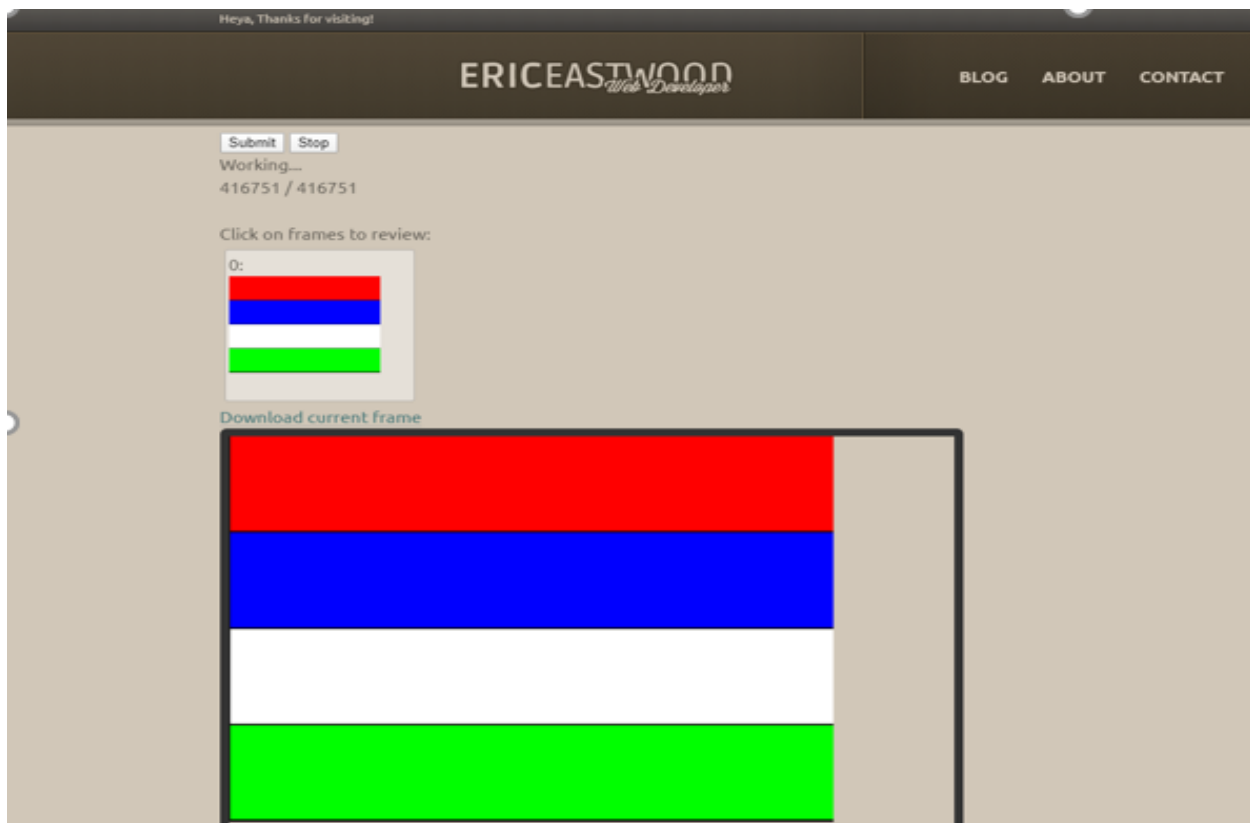 Heya, Thanks for visiting!
ERICEASTWOOD
Web Developer
BLOG ABOUT CONTACT
Submit Stop
Working...
416751 / 416751
Click on frames to review:
0:
Download current frame